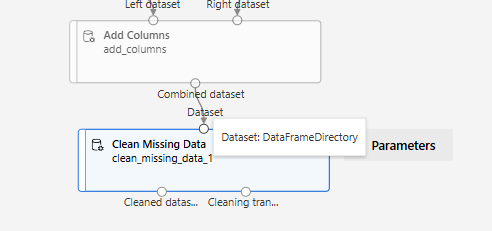 Left dataset Right dataset
Add Columns
add_columns
Combined dataset
Dataset
Dataset: DataFrameDirectory
Clean Missing Data
clean_missing_data_1
Parameters
Cleaned datas... Cleaning tran...